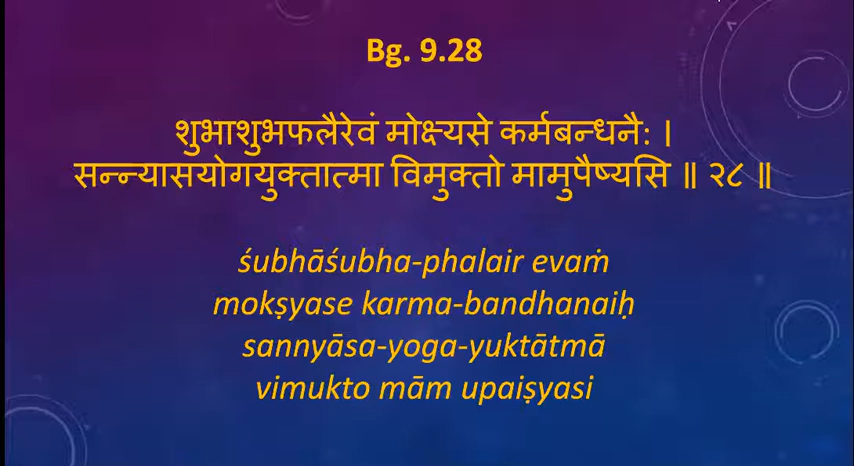 Bg. 9.28
शुभाशुभफलैरेवं मोक्ष्यसे कर्मबन्धनैः ।
सन्न्यासयोगयुक्तात्मा विमुक्तो मामुपैष्यसि ॥ २८ ॥
śubhāśubha-phalair evaṁ
mokṣyase karma-bandhanaiḥ
sannyāsa-yoga-yuktātmā
vimukto mām upaiṣyasi